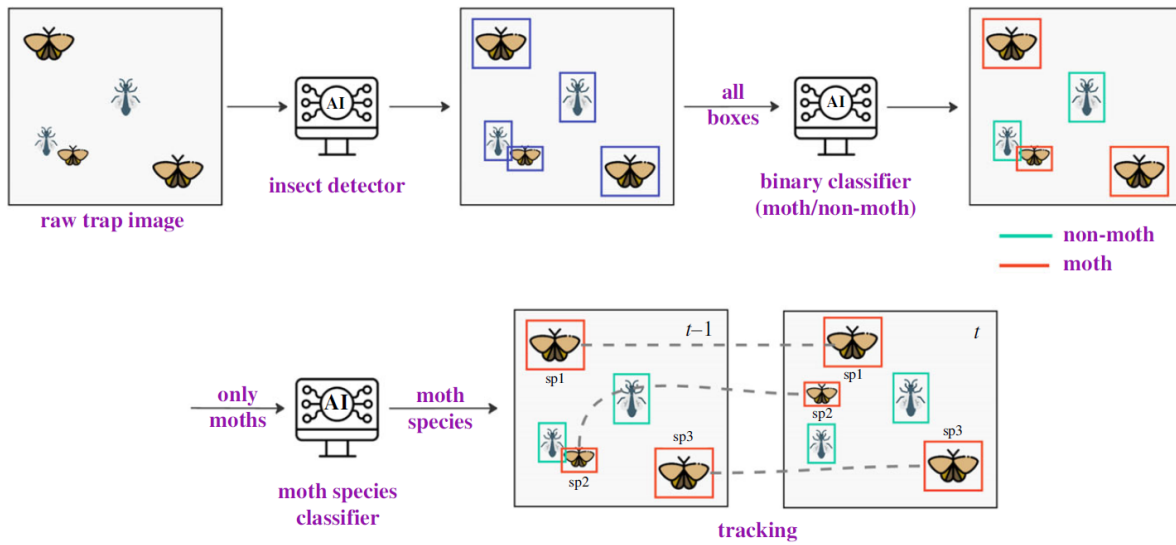 AI
AI
all
boxes
insect detector
binary classifier
(moth/non-moth)
raw trap image
non-moth
moth
t–1
t
sp1
sp1
only
moths
AI
moth
species
sp2
sp3
sp3
sp2
moth species
classifier
tracking